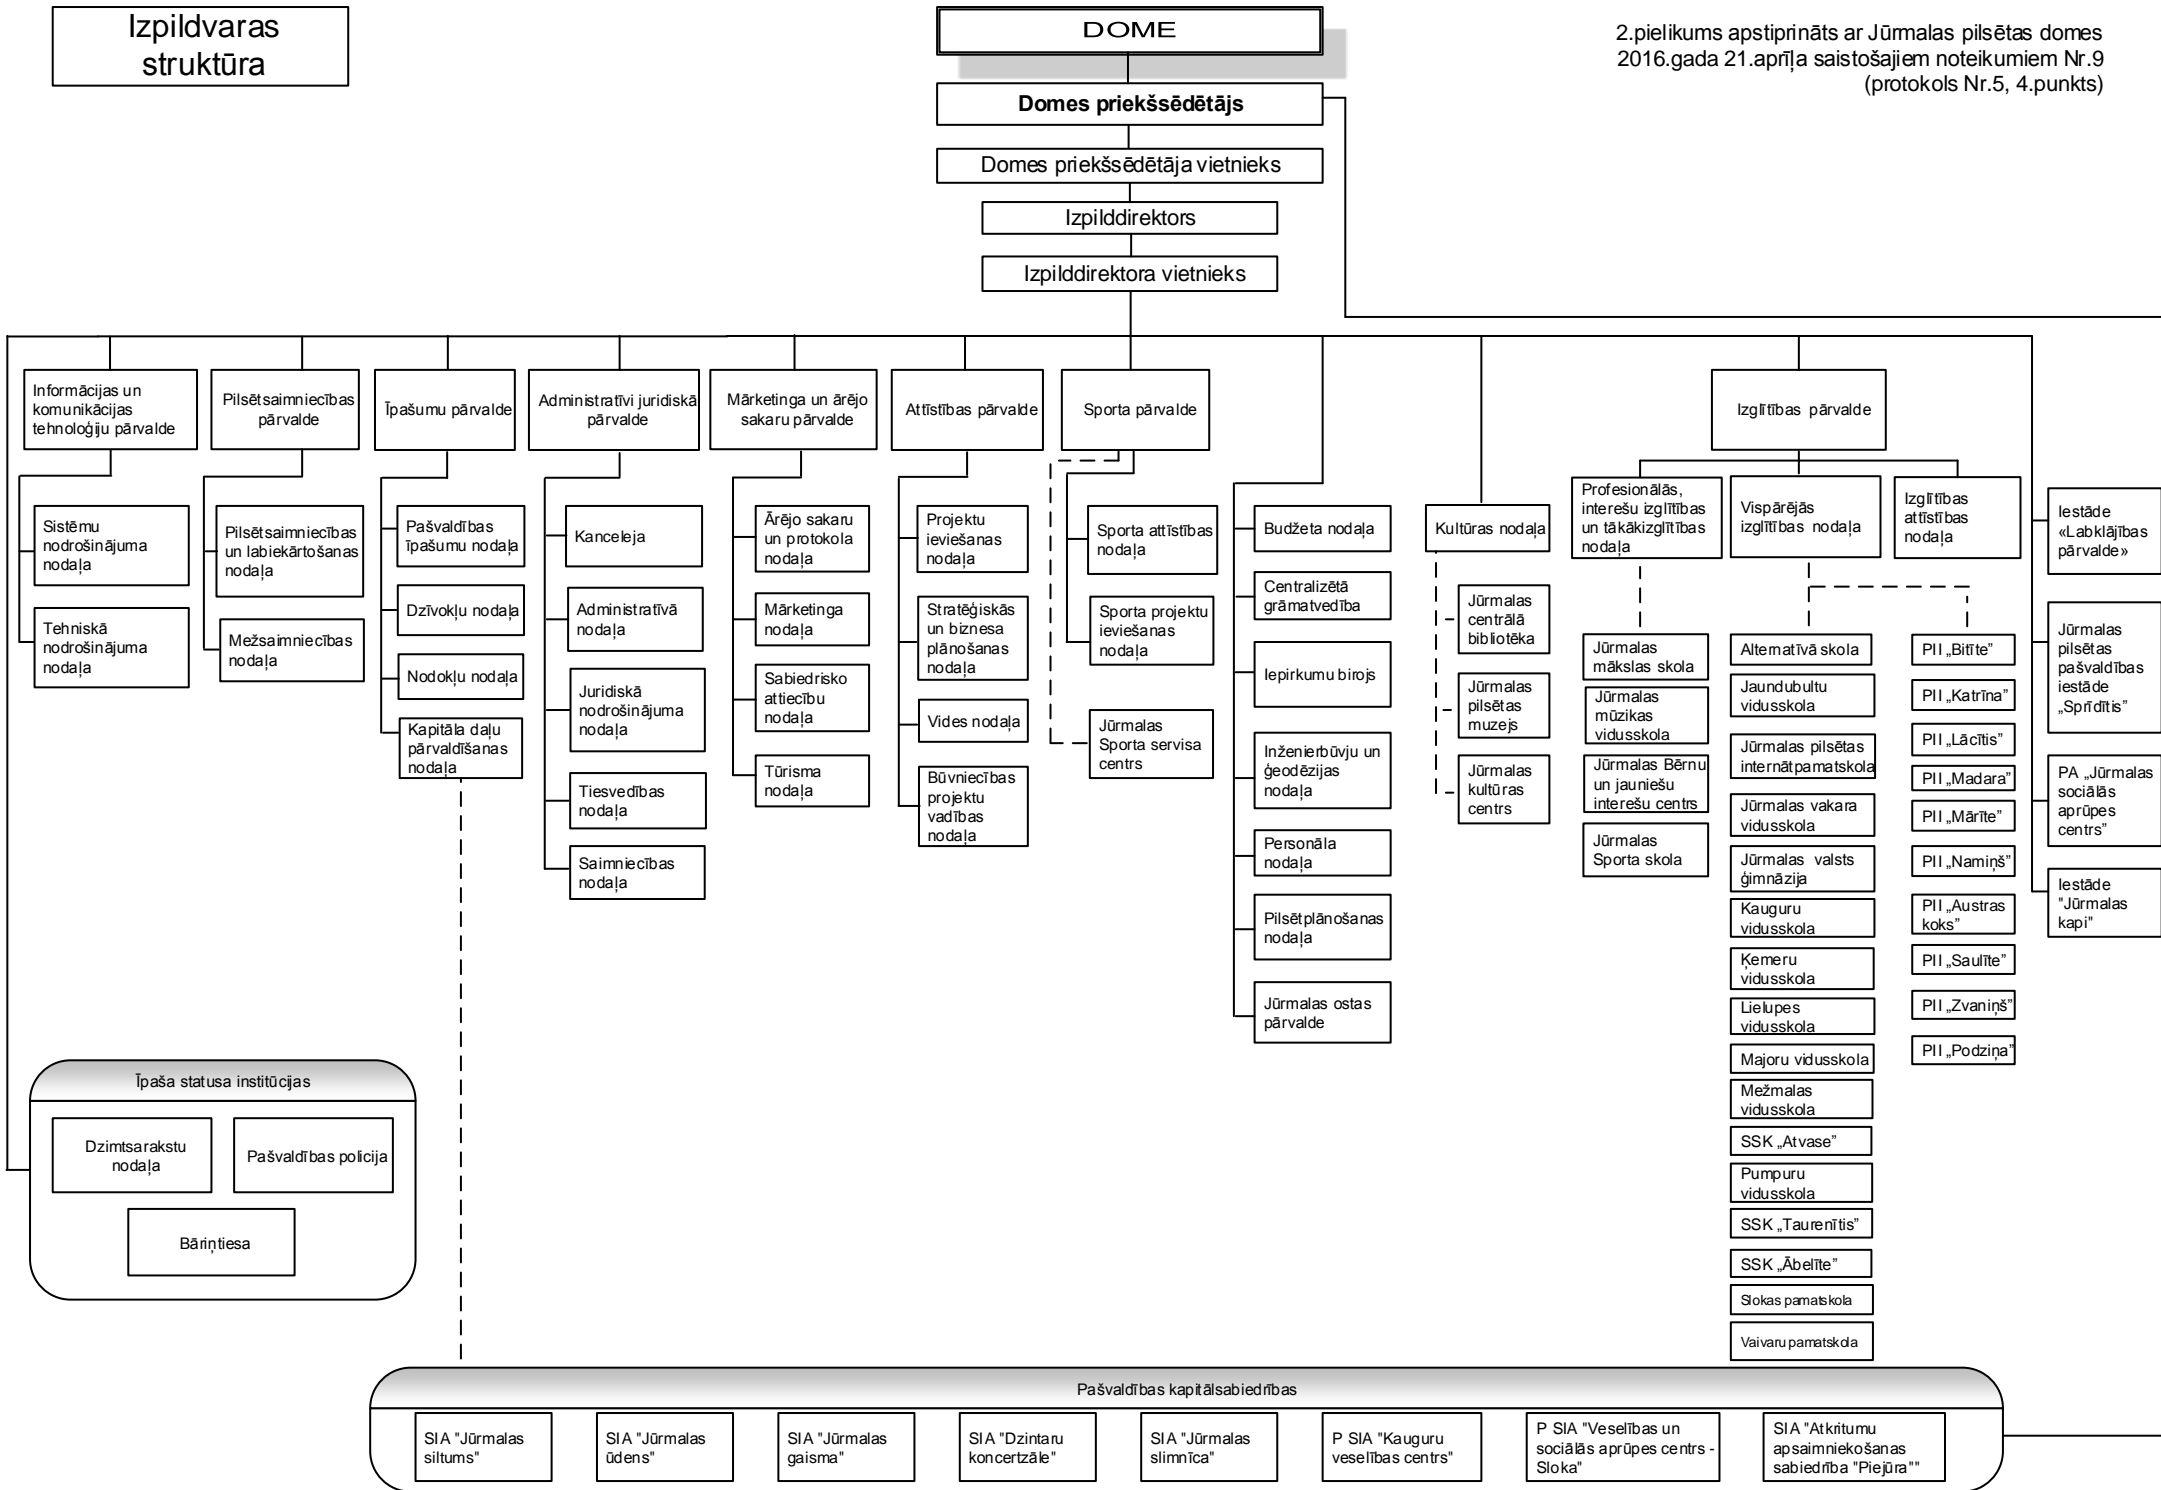 Izpildvaras
struktūra
DOME
2.pielikums apstiprināts ar Jūrmalas pilsētas domes
2016.gada 21.aprīļa saistošajiem noteikumiem Nr.9
(protokols Nr.5, 4.punkts)
Domes priekšsēdētājs
Domes priekšsēdētāja vietnieks
Izpilddirektors
Izpilddirektora vietnieks
Informācijas un
komunikācijas
tehnoloģiju pārvalde
Pilsētsaimniecības
pārvalde
Īpašumu pārvalde
Administratīvi juridiskā
pārvalde
Mārketinga un ārējo
sakaru pārvalde
Attīstības pārvalde
Sporta pārvalde
Izglītības pārvalde
Sistēmu
nodrošinājuma
nodaļa
Tehniskā
nodrošinājuma
nodaļa
Pilsētsaimniecības
un labiekārtošanas
nodaļa
Mežsaimniecības
nodaļa
Pašvaldības
īpašumu nodaļa
Dzīvokļu nodaļa
Nodokļu nodaļa
Kapitāla daļu
pārvaldīšanas
nodaļa
Kanceleja
Administratīvā
nodaļa
Juridiskā
nodrošinājuma
nodaļa
Tiesvedības
nodaļa
Saimniecības
nodaļa
Ārējo sakaru
un protokola
nodaļa
Mārketinga
nodaļa
Sabiedrisko
attiecību
nodaļa
Tūrisma
nodaļa
Projektu
ieviešanas
nodaļa
Stratēģiskās
un biznesa
plānošanas
nodaļa
Vides nodaļa
Būvniecības
projektu
vadības
nodaļa
Sporta attīstības
nodaļa
Sporta projektu
ieviešanas
nodaļa
Jūrmalas
Sporta servisa
centrs
Budžeta nodaļa
Centralizētā
grāmatvedība
Iepirkumu birojs
Inženierbūvju un
ģeodēzijas
nodaļa
Personāla
nodaļa
Pilsētplānošanas
nodaļa
Jūrmalas ostas
pārvalde
Kultūras nodaļa
Jūrmalas
centrālā
bibliotēka
Jūrmalas
pilsētas
muzejs
Jūrmalas
kultūras
centrs
Profesionālās,
interešu izglītības
un tākākizglītības
nodaļa
Jūrmalas
mākslas skola
Jūrmalas
mūzikas
vidusskola
Jūrmalas Bērnu
un jauniešu
interešu centrs
Jūrmalas
Sporta skola
Vispārējās
izglītības nodaļa
Alternatīvā skola
Jaundubultu
vidusskola
Jūrmalas pilsētas
internātpamatskola
Jūrmalas vakara
vidusskola
Jūrmalas valsts
ģimnāzija
Kauguru
vidusskola
Ķemeru
vidusskola
Lielupes
vidusskola
Majoru vidusskola
Mežmalas
vidusskola
SSK „Atvase”
Pumpuru
vidusskola
SSK „Taurenītis”
SSK „Ābelīte”
Slokas pamatskola
Vaivaru pamatskola
Izglītības
attīstības
nodaļa
PII „Bitīte”
PII „Katrīna”
PII „Lācītis”
PII „Madara”
PII „Mārīte”
PII „Namiņš”
PII „Austras
koks”
PII „Saulīte”
PII „Zvaniņš”
PII „Podziņa”
Iestāde
«Labklājības
pārvalde»
Jūrmalas
pilsētas
pašvaldības
iestāde
„Sprīdītis”
PA „Jūrmalas
sociālās
aprūpes
centrs”
Iestāde
"Jūrmalas
kapi"
Īpaša statusa institūcijas
Dzimtsarakstu
nodaļa
Pašvaldības policija
Bāriņtiesa
Pašvaldības kapitālsabiedrības
SIA "Jūrmalas
siltums"
SIA "Jūrmalas
ūdens"
SIA "Jūrmalas
gaisma"
SIA "Dzintaru
koncertzāle"
SIA "Jūrmalas
slimnīca"
P SIA "Kauguru
veselības centrs"
P SIA "Veselības un
sociālās aprūpes centrs -
Sloka"
SIA "Atkritumu
apsaimniekošanas
sabiedrība "Piejūra""